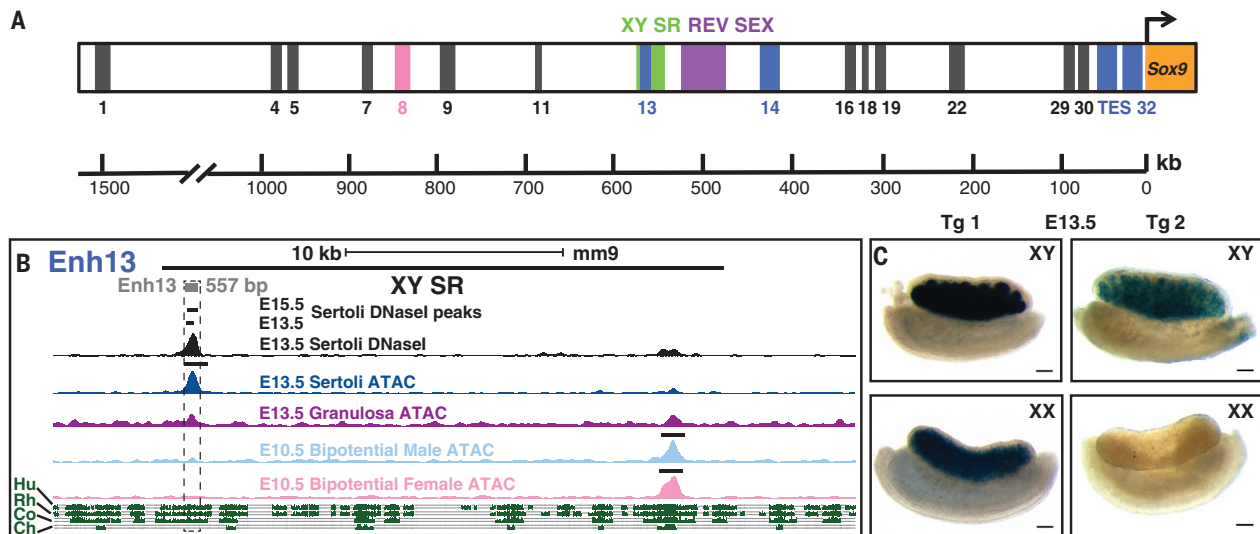 A
XY SR REV SEX
Sox9
1 4 5 7 8 9 11 13 14 16 18 19 22 29 30 TES 32
kb
1500 1000 900 800 700 600 500 400 300 200 100 0
Tg 1 E13.5 Tg 2
B Enh13
10 kb mm9
Enh13 557 bp
XY SR
E15.5
E13.5
Sertoli DNaseI peaks
E13.5 Sertoli DNaseI
E13.5 Sertoli ATAC
E13.5 Granulosa ATAC
E10.5 Bipotential Male ATAC
E10.5 Bipotential Female ATAC
Hu
Rh
Co
Ch
C
XY
XY
XX
XX